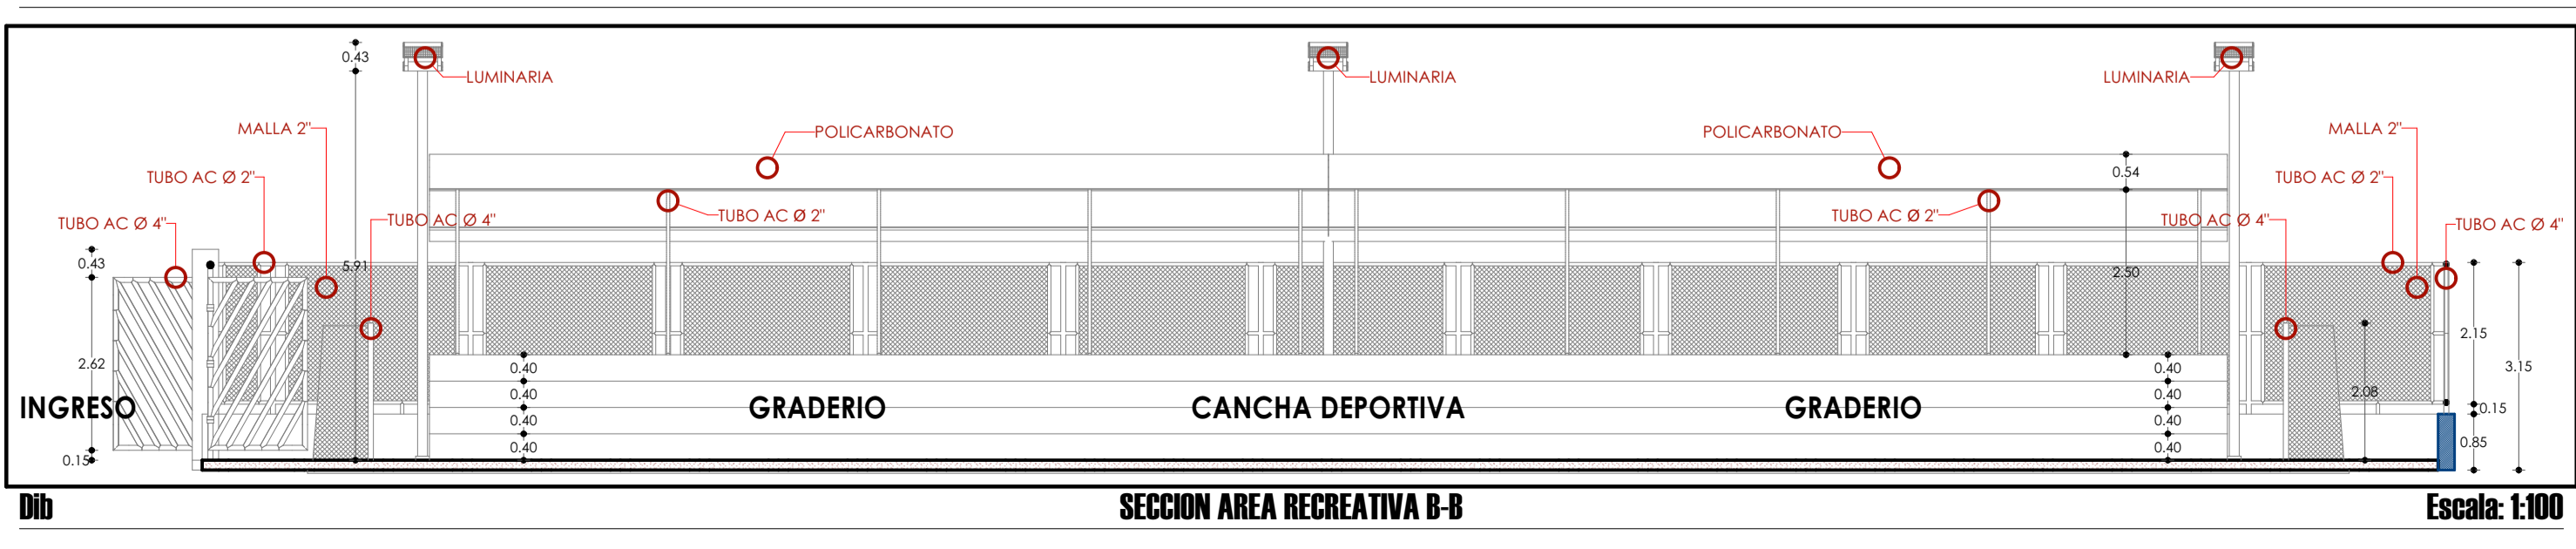 0.43
LUMINARIA
LUMINARIA
LUMINARIA
MALLA 2"
POLICARBONATO
POLICARBONATO
MALLA 2"
TUBO AC Ø 2"
0.54
TUBO AC Ø 2"
TUBO AC Ø 4"
TUBO AC Ø 4"
TUBO AC Ø 2"
TUBO AC Ø 2"
TUBO AC Ø 4"
TUBO AC Ø 4"
0.43
5.91
2.50
2.62
2.15
3.15
0.40
0.40
0.40
0.40
0.40
0.40
0.40
0.40
2.08
INGRESO
GRADERIO
CANCHA DEPORTIVA
GRADERIO
0.15
0.85
0.15
Dib
SECCION AREA RECREATIVA B-B
Escala: 1:100